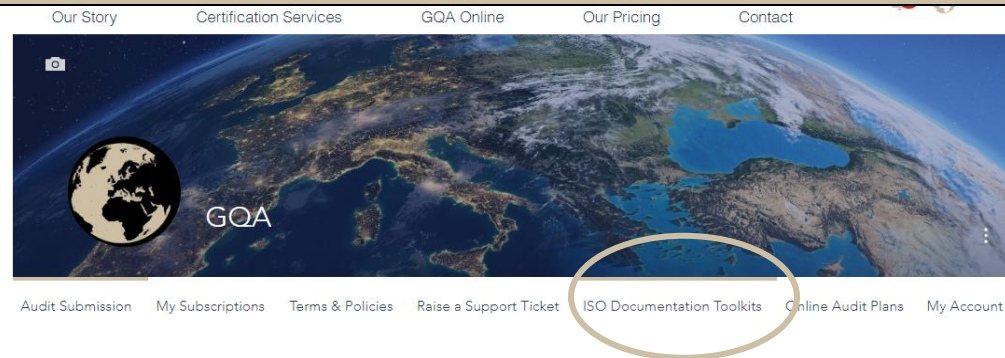 Our Story Certification Services GQA Online Our Pricing Contact
GQA
Audit Submission My Subscriptions Terms & Policies Raise a Support Ticket ISO Documentation Toolkits Online Audit Plans My Account